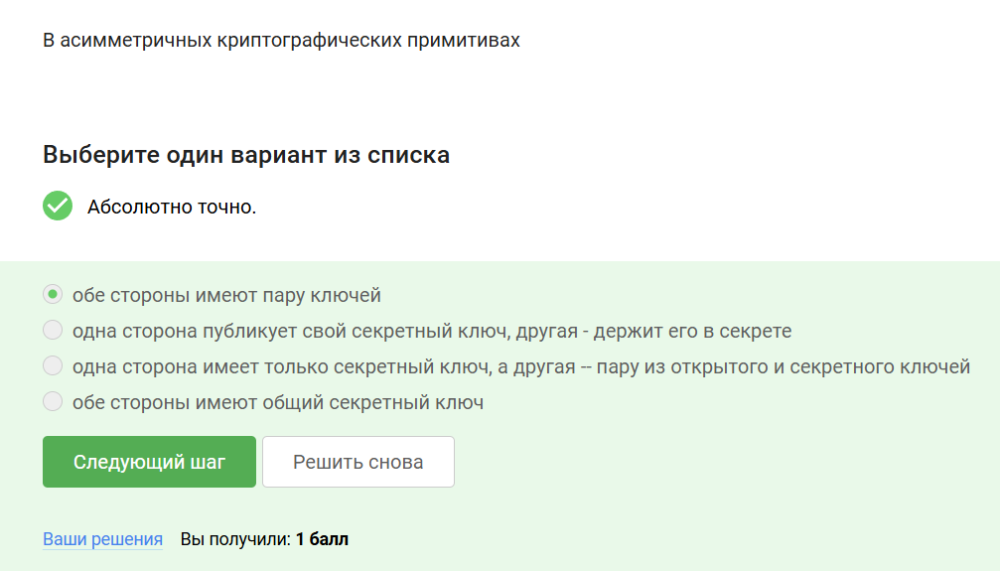 В асимметричных криптографических примитивах
Выберите один вариант из списка
Абсолютно точно.
обе стороны имеют пару ключей
одна сторона публикует свой секретный ключ, другая - держит его в секрете
одна сторона имеет только секретный ключ, а другая -- пару из открытого и секретного ключей
обе стороны имеют общий секретный ключ
Следующий шаг Решить снова
Ваши решения Вы получили: 1 балл